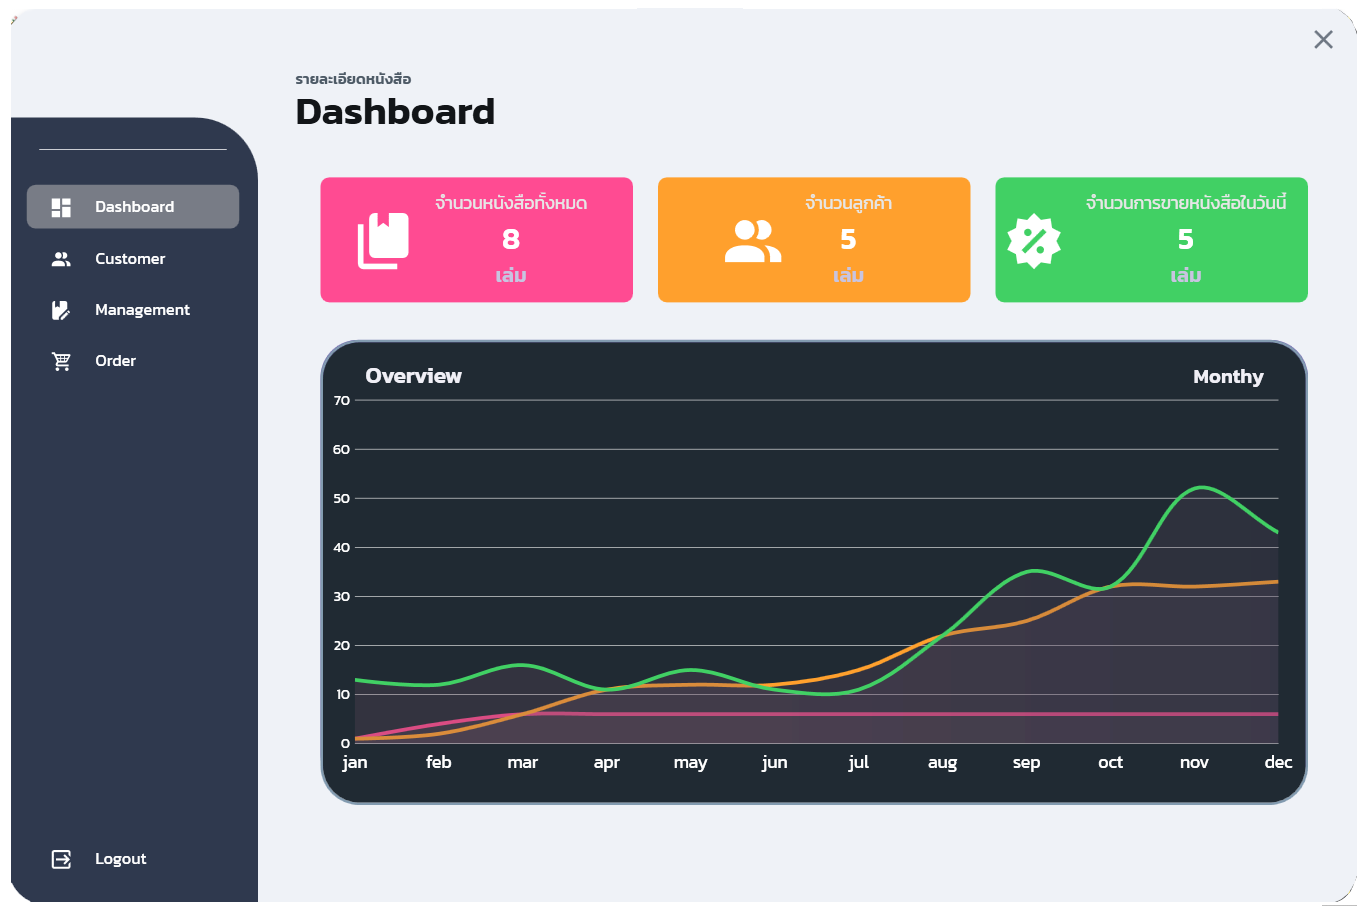 รายละเอียดหนังสือ
Dashboard
Dashboard
Customer
Management
Order
Logout
จำนวนหนังสือทั้งหมด
8
เล่ม
จำนวนลูกค้า
5
เล่ม
จำนวนการขายหนังสือในวันนี้
5
เล่ม
Overview
Monthy
70
60
50
40
30
20
10
0
jan feb mar apr may jun jul aug sep oct nov dec